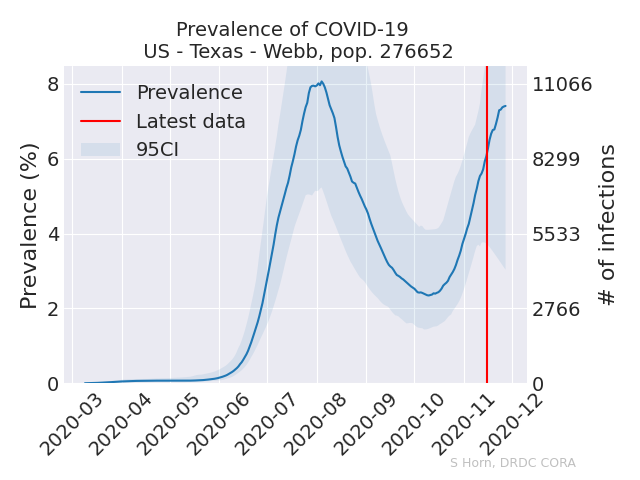 Prevalence of COVID-19
US - Texas - Webb, pop. 276652
Prevalence
Latest data
95CI
Prevalence (%)
8
6
4
2
0
11066
8299
5533
2766
0
# of infections
2020-03
2020-04
2020-05
2020-06
2020-07
2020-08
2020-09
2020-10
2020-11
2020-12
S Horn, DRDC CORA